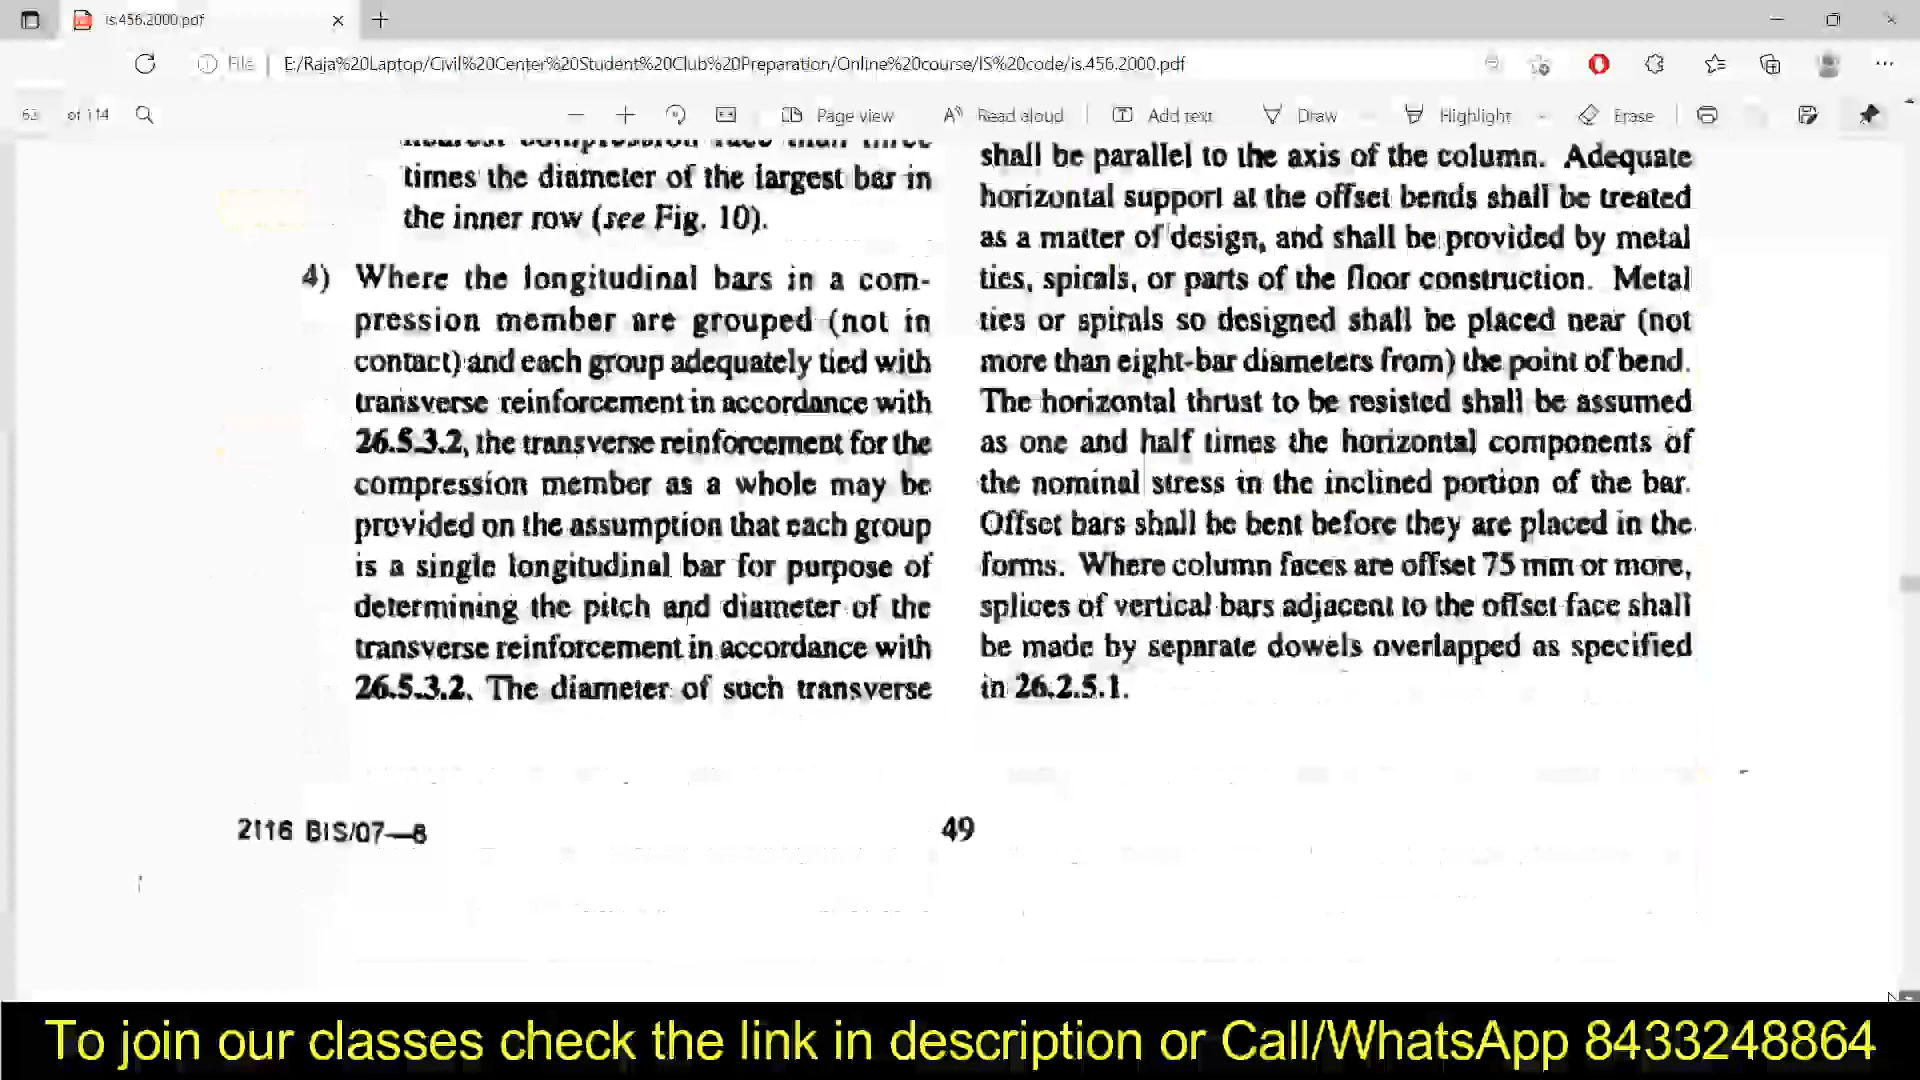 is.456.2000.pdf
File
E:/Raja%20Laptop/Civil%20Center%20Student%20Club%20Preparation/Online%20course/IS%20code/is.456.2000.pdf
63 of 114
Page view
Read aloud
Add text
Draw
Highlight
Erase
nearest compression face than three
times the diameter of the largest bar in
the inner row (see Fig. 10).
4) Where the longitudinal bars in a com-
pression member are grouped (not in
contact) and each group adequately tied with
transverse reinforcement in accordance with
26.5.3.2, the transverse reinforcement for the
compression member as a whole may be
provided on the assumption that each group
is a single longitudinal bar for purpose of
determining the pitch and diameter of the
transverse reinforcement in accordance with
26.5.3.2. The diameter of such transverse
shall be parallel to the axis of the column. Adequate
horizontal support at the offset bends shall be treated
as a matter of design, and shall be provided by metal
ties, spirals, or parts of the floor construction. Metal
ties or spirals so designed shall be placed near (not
more than eight-bar diameters from) the point of bend.
The horizontal thrust to be resisted shall be assumed
as one and half times the horizontal components of
the nominal stress in the inclined portion of the bar.
Offset bars shall be bent before they are placed in the
forms. Where column faces are offset 75 mm or more,
splices of vertical bars adjacent to the offset face shall
be made by separate dowels overlapped as specified
in 26.2.5.1.
2116 BIS/07—8
49
To join our classes check the link in description or Call/WhatsApp 8433248864